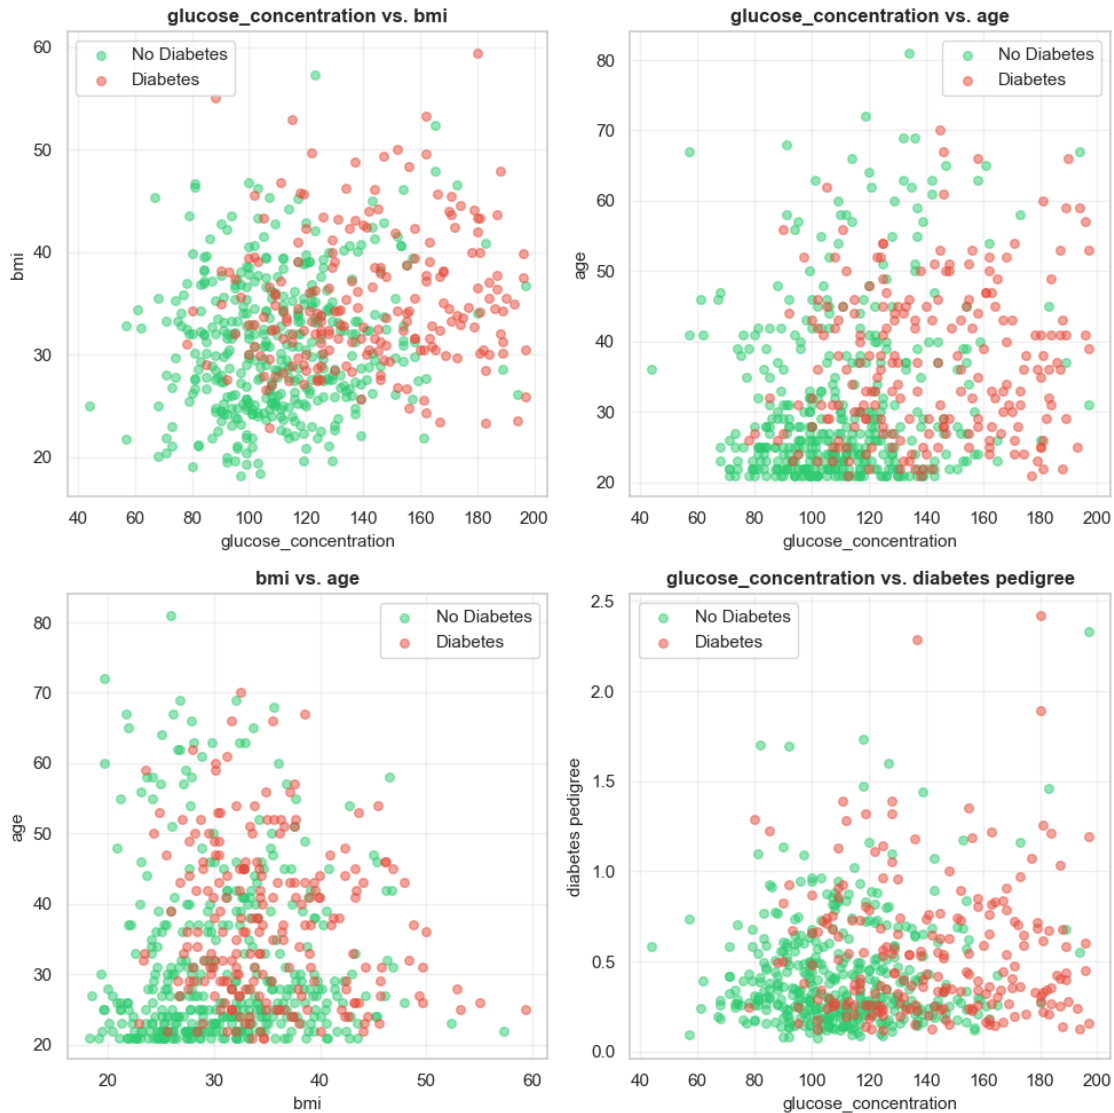 glucose_concentration vs. bmi
60
50
40
30
20
bmi
No Diabetes
Diabetes
40 60 80 100 120 140 160 180 200
glucose_concentration
glucose_concentration vs. age
80
70
60
50
40
30
20
age
No Diabetes
Diabetes
40 60 80 100 120 140 160 180 200
glucose_concentration
bmi vs. age
80
70
60
50
40
30
20
age
No Diabetes
Diabetes
20 30 40 50 60
bmi
glucose_concentration vs. diabetes pedigree
2.5
2.0
1.5
1.0
0.5
0.0
diabetes pedigree
No Diabetes
Diabetes
40 60 80 100 120 140 160 180 200
glucose_concentration